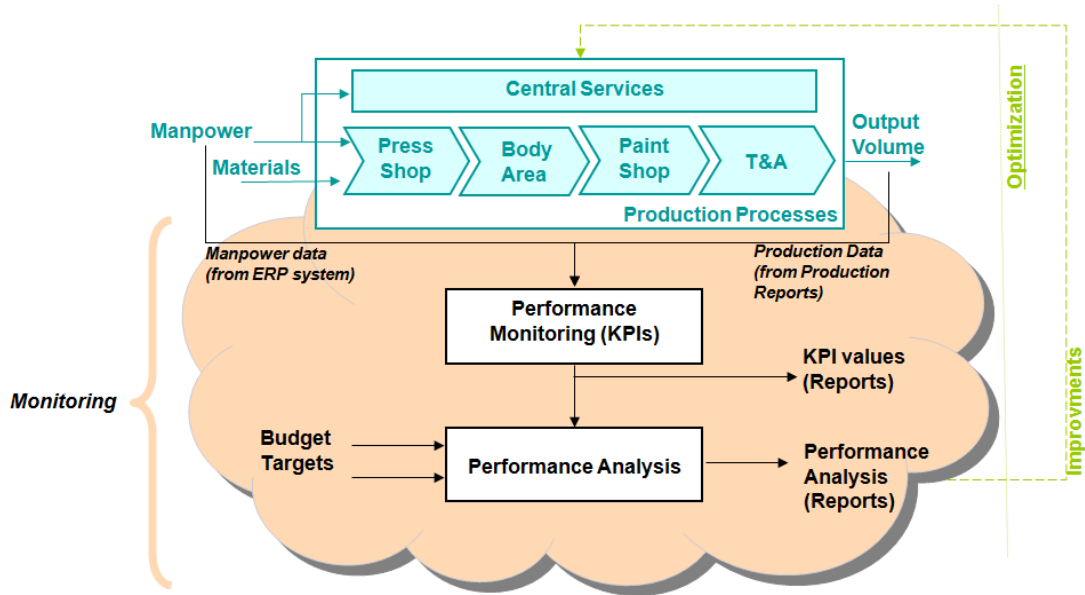 Central Services
Manpower
Materials
Press
Shop
Body
Area
Paint
Shop
T&A
Output
Volume
Production Processes
Optimization
Manpower data
(from ERP system)
Production Data
(from Production
Reports)
Performance
Monitoring (KPIs)
KPI values
(Reports)
Monitoring
Budget
Targets
Performance Analysis
Performance
Analysis
(Reports)
Improvments